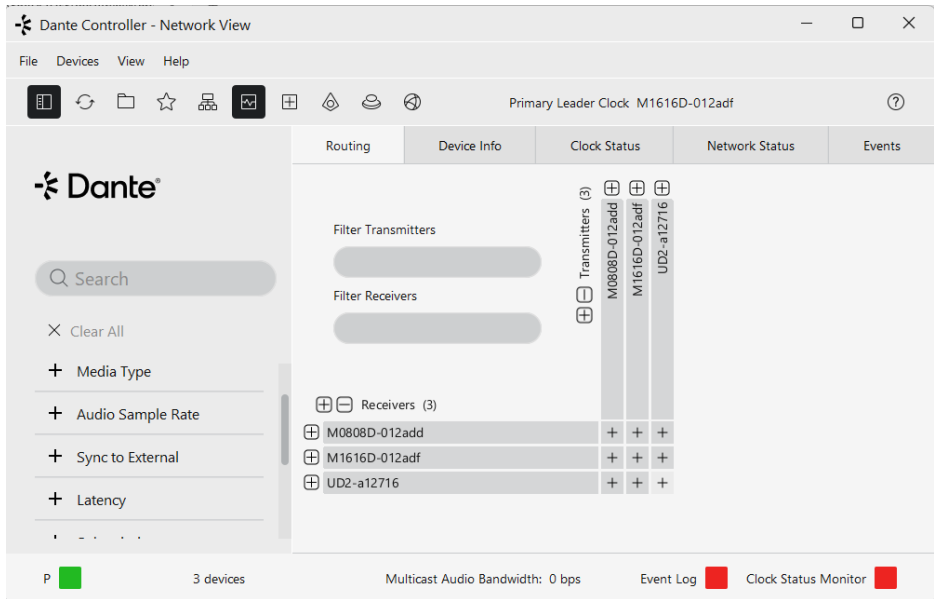 Dante Controller - Network View
File Devices View Help
Primary Leader Clock M1616D-012adf
Routing Device Info Clock Status Network Status Events
Dante®
Search
Clear All
+ Media Type
+ Audio Sample Rate
+ Sync to External
+ Latency
Filter Transmitters
Filter Receivers
Transmitters (3)
M0808D-012add
M1616D-012adf
UD2-a12716
Receivers (3)
M0808D-012add + + +
M1616D-012adf + + +
UD2-a12716 + + +
P 3 devices Multicast Audio Bandwidth: 0 bps Event Log Clock Status Monitor